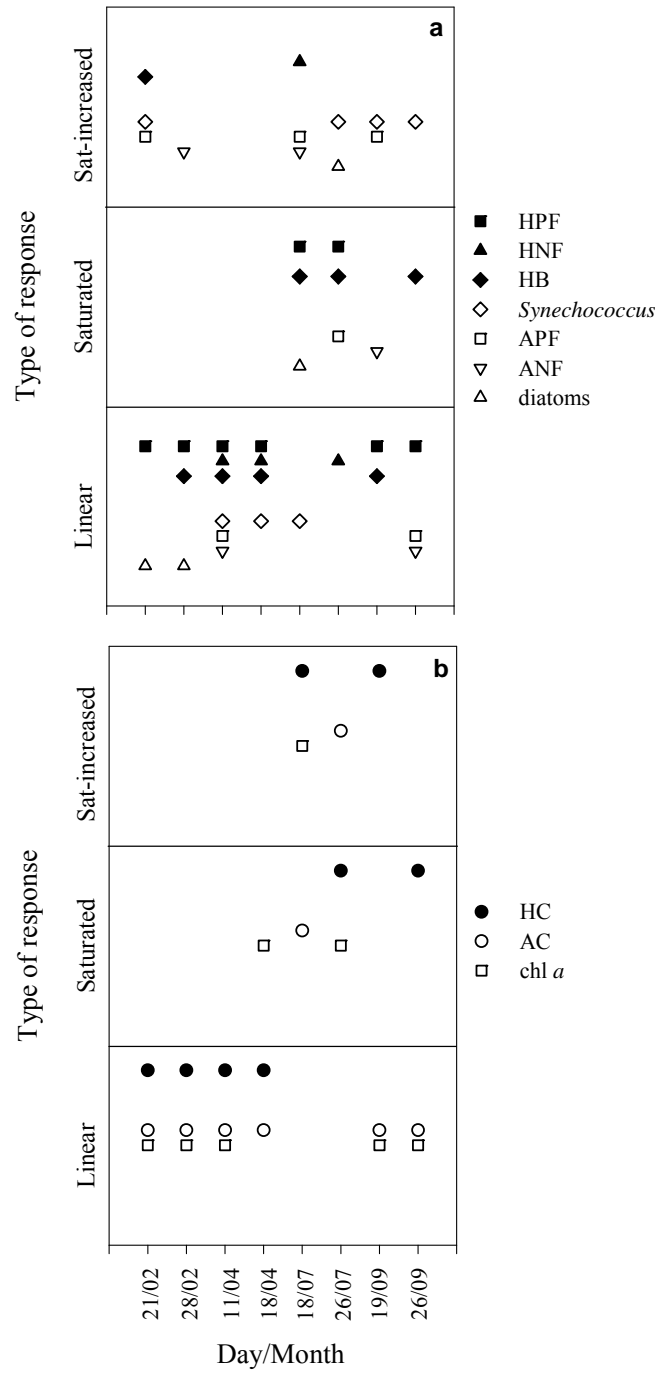 a
Sat-increased
Saturated
Linear
Type of response
HPF
HNF
HB
Synechococcus
APF
ANF
diatoms
b
Sat-increased
Saturated
Linear
Type of response
HC
AC
chl a
21/02
28/02
11/04
18/04
18/07
26/07
19/09
26/09
Day/Month